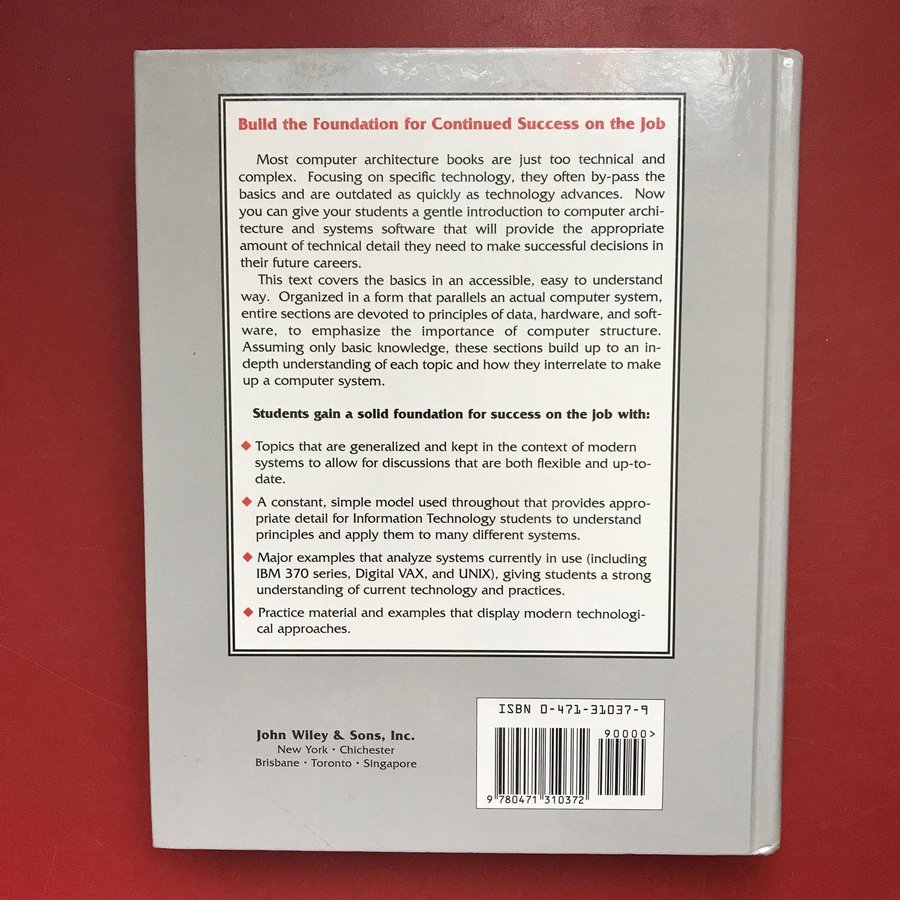 Build the Foundation for Continued Success on the Job
Most computer architecture books are just too technical and
complex. Focusing on specific technology, they often by-pass the
basics and are outdated as quickly as technology advances. Now
you can give your students a gentle introduction to computer archi-
tecture and systems software that will provide the appropriate
amount of technical detail they need to make successful decisions in
their future careers.
This text covers the basics in an accessible, easy to understand
way. Organized in a form that parallels an actual computer system,
entire sections are devoted to principles of data, hardware, and soft-
ware, to emphasize the importance of computer structure.
Assuming only basic knowledge, these sections build up to an in-
depth understanding of each topic and how they interrelate to make
up a computer system.
Students gain a solid foundation for success on the job with:
◆ Topics that are generalized and kept in the context of modern
systems to allow for discussions that are both flexible and up-to-
date.
◆ A constant, simple model used throughout that provides appro-
priate detail for Information Technology students to understand
principles and apply them to many different systems.
◆ Major examples that analyze systems currently in use (including
IBM 370 series, Digital VAX, and UNIX), giving students a strong
understanding of current technology and practices.
◆ Practice material and examples that display modern technologi-
cal approaches.
John Wiley & Sons, Inc.
New York · Chichester
Brisbane · Toronto · Singapore
ISBN 0-471-31037-9
90000>
9 780471 310372